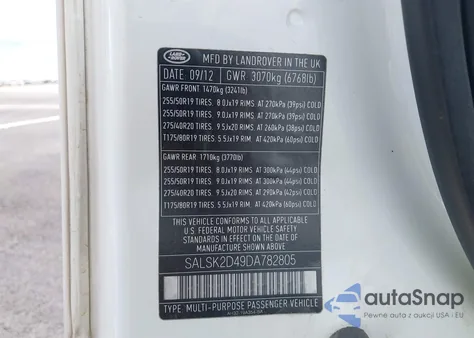 LAND
ROVER
MFG BY LANDROVER IN THE UK
DATE 09/12 GWR 3070kg (6768lb)
GAWR FRONT 1470kg (3241lb)
255/50R19 TIRES. 8.0Jx19 RIMS. AT 270kPa (39psi) COLD
255/50R19 TIRES. 9.0Jx19 RIMS. AT 270kPa (39psi) COLD
275/40R20 TIRES. 9.5Jx20 RIMS. AT 260kPa (38psi) COLD
T175/80R19 TIRES. 5.5Jx19 RIM. AT 420kPa (60psi) COLD
GAWR REAR 1710kg (3770lb)
255/50R19 TIRES. 8.0Jx19 RIMS. AT 300kPa (44psi) COLD
255/50R19 TIRES. 9.0Jx19 RIMS. AT 300kPa (44psi) COLD
275/40R20 TIRES. 9.5Jx20 RIMS. AT 290kPa (42psi) COLD
T175/80R19 TIRES. 5.5Jx19 RIM. AT 420kPa (60psi) COLD
THIS VEHICLE CONFORMS TO ALL APPLICABLE
U.S FEDERAL MOTOR VEHICLE SAFETY
STANDARDS IN EFFECT ON THE DATE OF
MANUFACTURE SHOWN ABOVE
SALSK2D49DA782805
TYPE: MULTI-PURPOSE PASSENGER VEHICLE
autoSnap
Pewne auto z aukcji w USA i EU